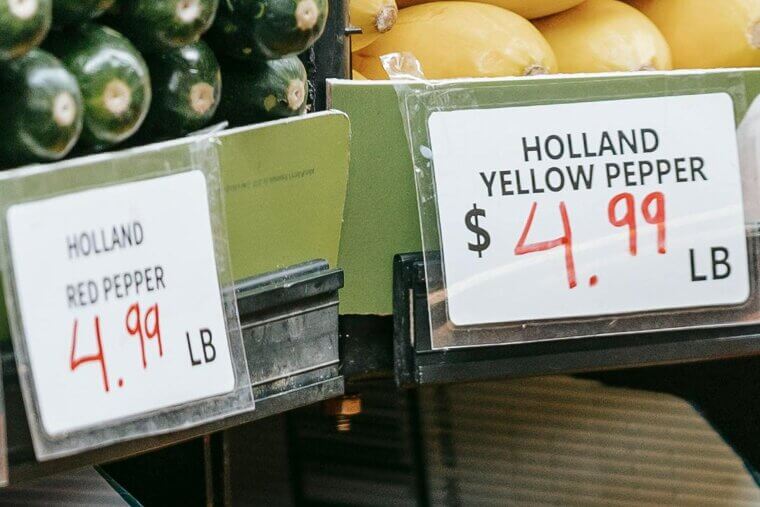 HOLLAND
RED PEPPER
4.99 LB
HOLLAND
YELLOW PEPPER
$4.99 LB